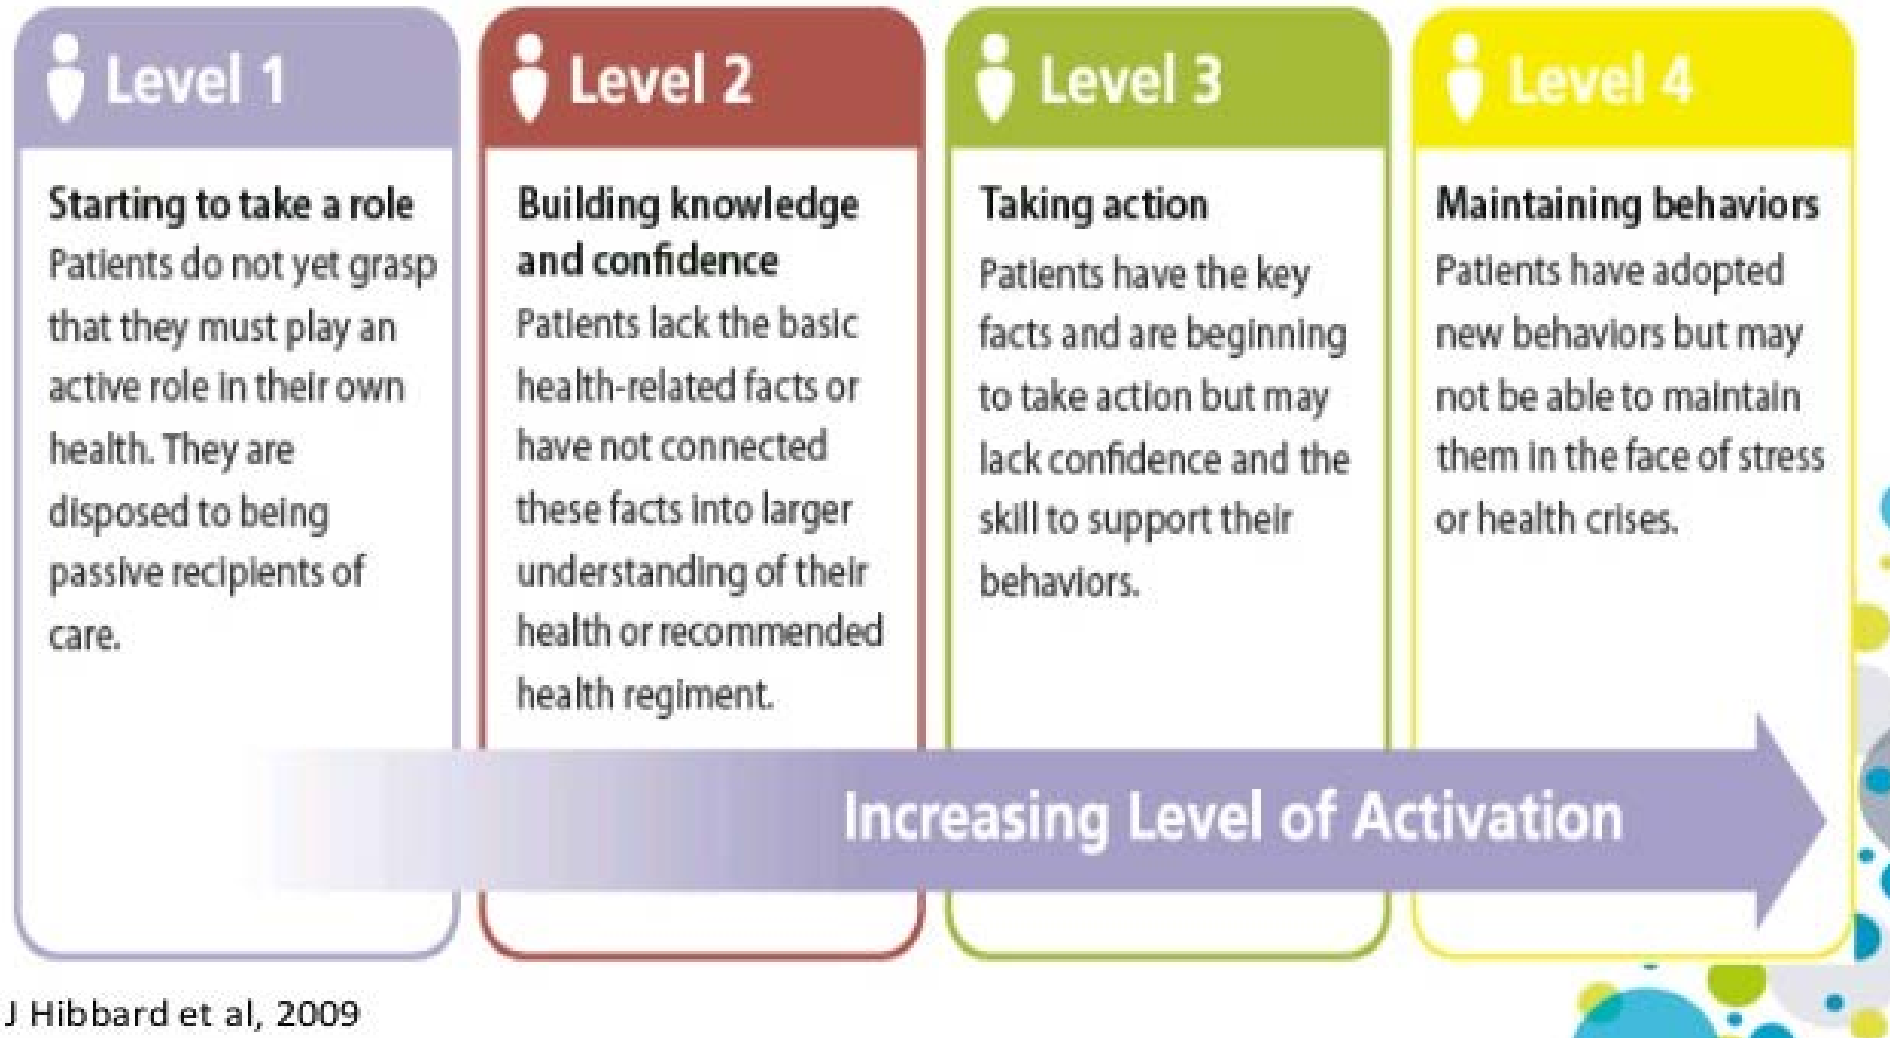 Level 1
Starting to take a role
Patients do not yet grasp
that they must play an
active role in their own
health. They are
disposed to being
passive recipients of
care.
Level 2
Building knowledge
and confidence
Patients lack the basic
health-related facts or
have not connected
these facts into larger
understanding of their
health or recommended
health regiment.
Level 3
Taking action
Patients have the key
facts and are beginning
to take action but may
lack confidence and the
skill to support their
behaviors.
Level 4
Maintaining behaviors
Patients have adopted
new behaviors but may
not be able to maintain
them in the face of stress
or health crises.
Increasing Level of Activation
J Hibbard et al, 2009